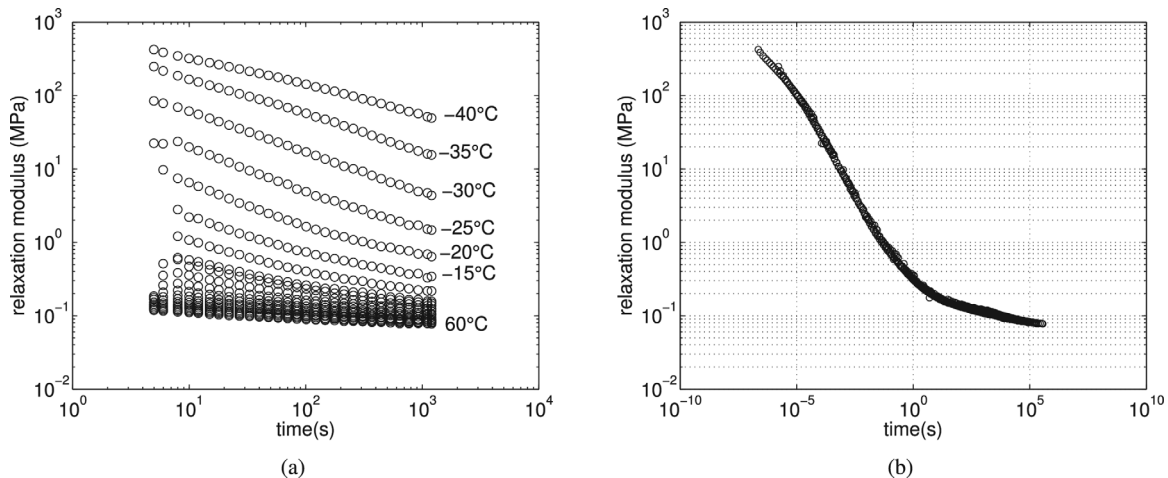 10³
10²
10¹
10⁰
10⁻¹
10⁻²
relaxation modulus (MPa)
−40°C
−35°C
−30°C
−25°C
−20°C
−15°C
60°C
10⁰ 10¹ 10² 10³ 10⁴
time(s)
(a)
10³
10²
10¹
10⁰
10⁻¹
10⁻²
relaxation modulus (MPa)
10⁻¹⁰ 10⁻⁵ 10⁰ 10⁵ 10¹⁰
time(s)
(b)